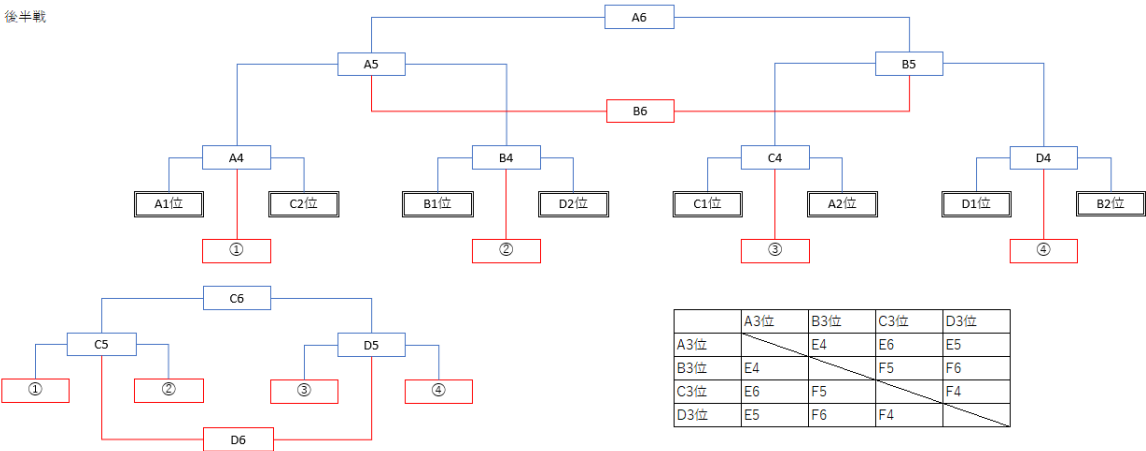 後半戦
A6
A5
B5
B6
A4
B4
C4
D4
A1位
C2位
B1位
D2位
C1位
A2位
D1位
B2位
①
②
③
④
C6
C5
D5
①
②
③
④
D6
A3位 B3位 C3位 D3位
A3位 E4 E6 E5
B3位 E4 F5 F6
C3位 E6 F5 F4
D3位 E5 F6 F4